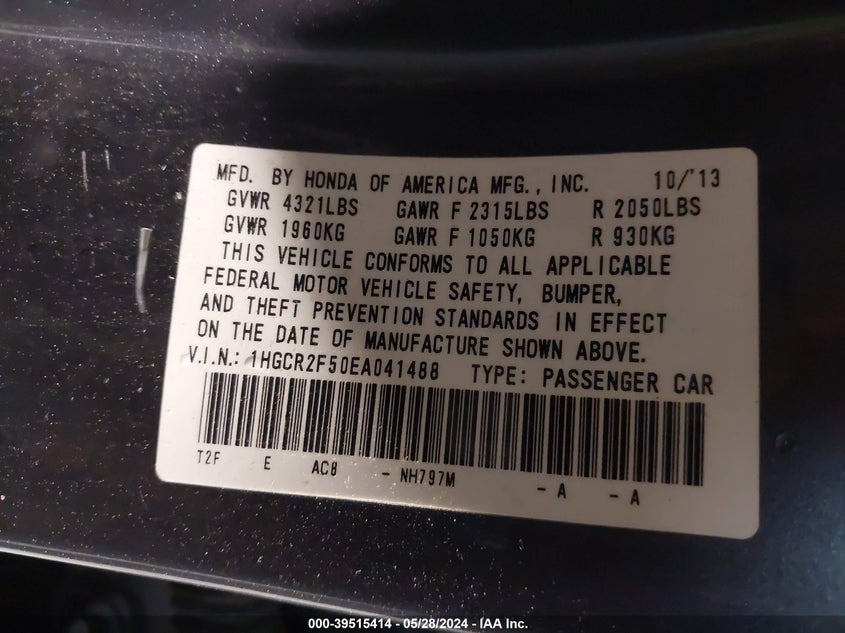 MFD. BY HONDA OF AMERICA MFG., INC. 10/'13
GVWR 4321LBS GAWR F 2315LBS R 2050LBS
GVWR 1960KG GAWR F 1050KG R 930KG
THIS VEHICLE CONFORMS TO ALL APPLICABLE
FEDERAL MOTOR VEHICLE SAFETY, BUMPER,
AND THEFT PREVENTION STANDARDS IN EFFECT
ON THE DATE OF MANUFACTURE SHOWN ABOVE.
V.I.N.: 1HGCR2F50EA041488 TYPE: PASSENGER CAR
T2F E AC8 - NH797M - A - A
000-39515414 - 05/28/2024 - IAA Inc.